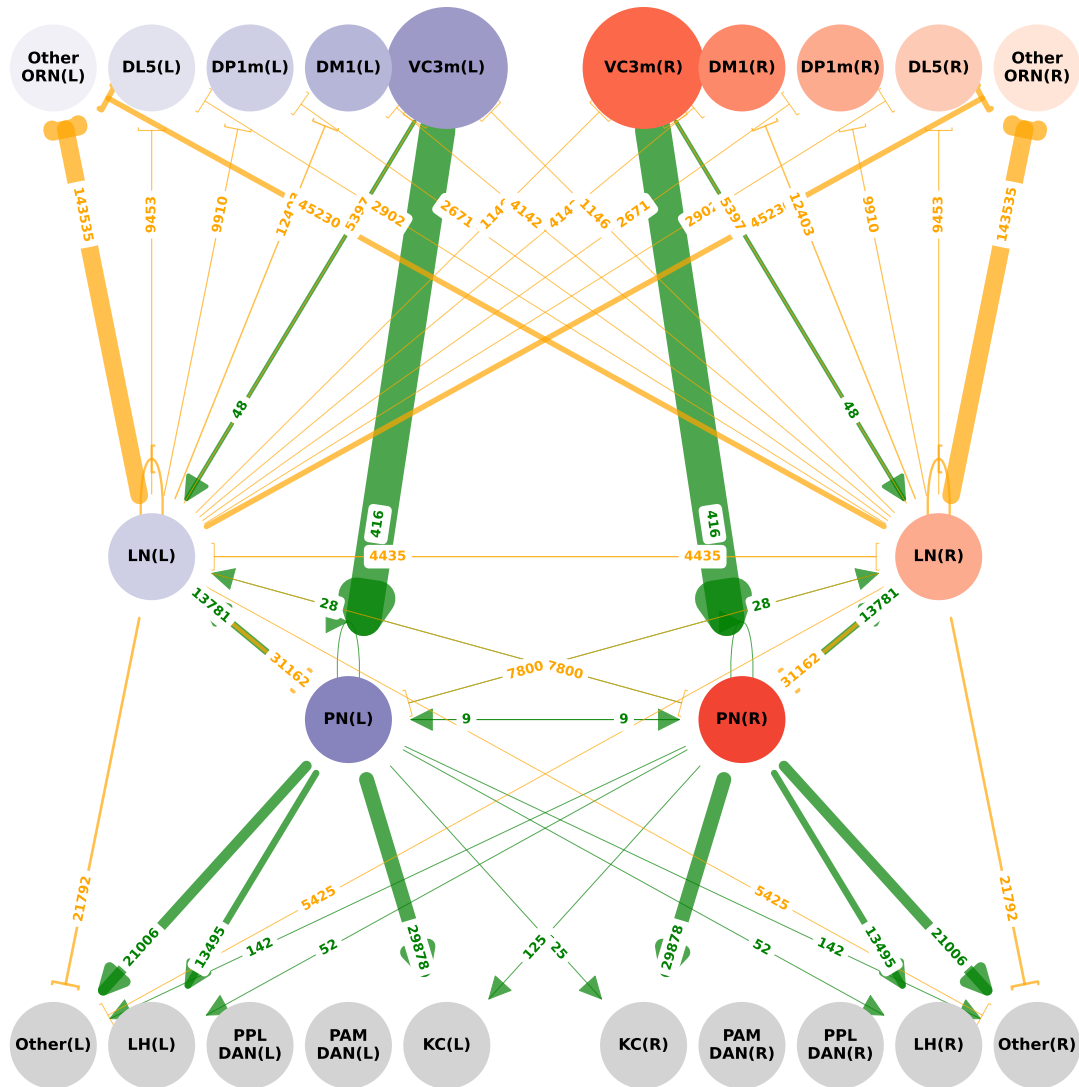 Other
ORN(L)
DL5(L)
DP1m(L)
DM1(L)
VC3m(L)
VC3m(R)
DM1(R)
DP1m(R)
DL5(R)
Other
ORN(R)
143535
9453
9910
45230
5397
2902
2671
4142
1146
2671
5397
12403
9910
9453
143535
48
48
416
416
LN(L)
4435
4435
LN(R)
13781
28
28
13781
31162
7800
7800
31162
PN(L)
9
9
PN(R)
21792
5425
5425
21792
21006
13495
142
52
29878
125
25
29878
52
142
13495
21006
Other(L)
LH(L)
PPL
DAN(L)
PAM
DAN(L)
KC(L)
KC(R)
PAM
DAN(R)
PPL
DAN(R)
LH(R)
Other(R)